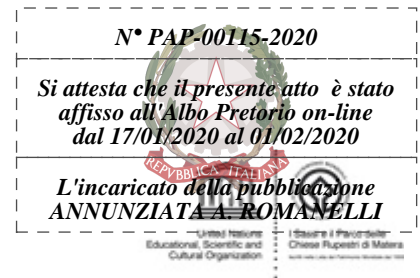 N° PAP-00115-2020
Si attesta che il presente atto è stato
affisso all'Albo Pretorio on-line
dal 17/01/2020 al 01/02/2020
L'incaricato della pubblicazione
ANNUNZIATA A. ROMANELLI
REPVBBLICA ITALIANA
United Nations
Educational, Scientific and
Cultural Organization
I Sassi e il Parco delle
Chiese Rupestri di Matera